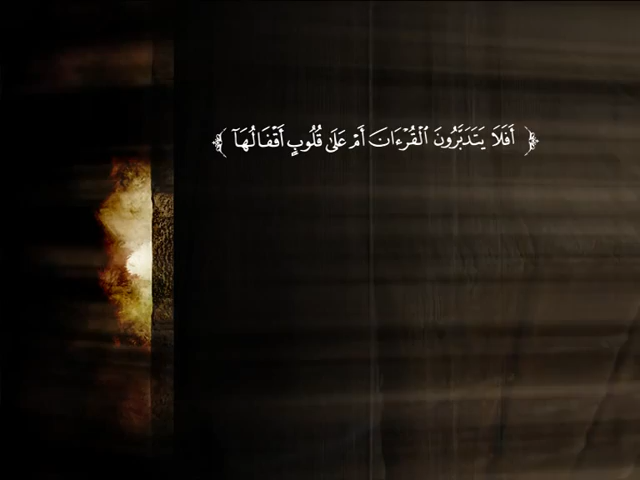 ﴿ أَفَلَا يَتَدَبَّرُونَ ٱلْقُرْءَانَ أَمْ عَلَىٰ قُلُوبٍ أَقْفَالُهَآ ﴾